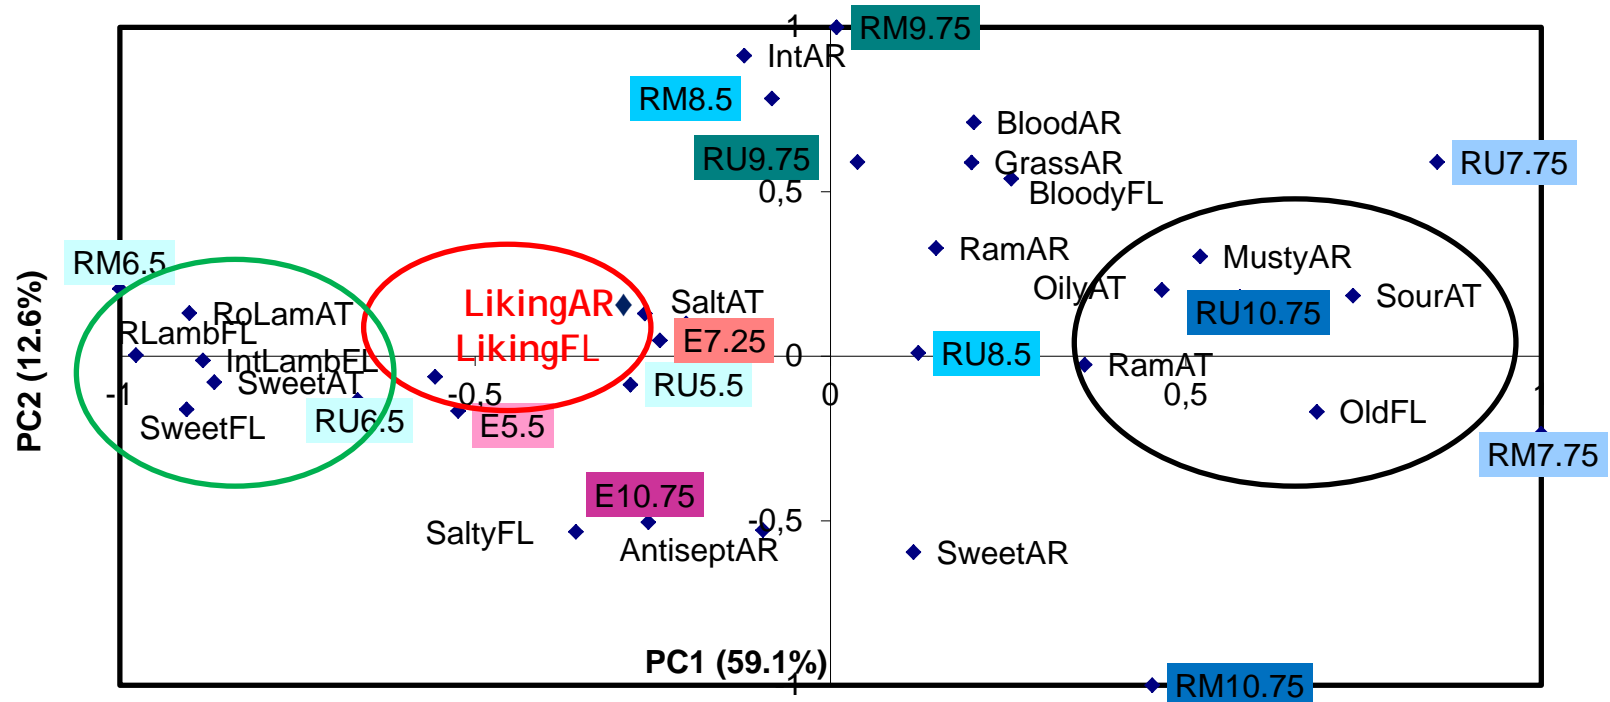 1
RM9.75
IntAR
RM8.5
BloodAR
RU9.75
GrassAR
RU7.75
0,5
BloodyFL
RM6.5
RamAR
MustyAR
OilyAT
SourAT
LikingAR
SaltAT
RoLamAT
RU10.75
RLambFL
E7.25
LikingFL
RU8.5
IntLambFL
RamAT
SweetAT
RU5.5
-1
-0,5
0
0,5
1
OldFL
RU6.5
E5.5
SweetFL
RM7.75
E10.75
-0,5
SaltyFL
AntiseptAR
SweetAR
PC1 (59.1%)
-1
RM10.75
PC2 (12.6%)
0